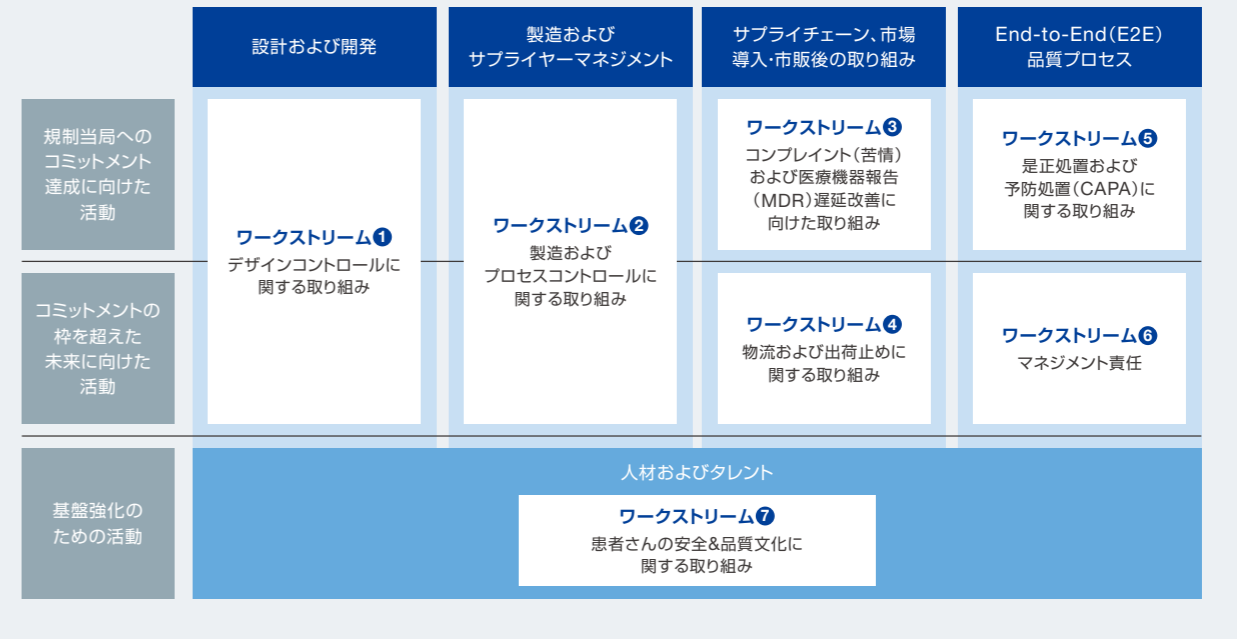 設計および開発
製造および
サプライヤーマネジメント
サプライチェーン、市場
導入・市販後の取り組み
End-to-End（E2E）
品質プロセス
規制当局への
コミットメント
達成に向けた
活動
ワークストリーム❶
デザインコントロールに
関する取り組み
ワークストリーム❷
製造および
プロセスコントロールに
関する取り組み
ワークストリーム❸
コンプレイント（苦情）
および医療機器報告
（MDR）遅延改善に
向けた取り組み
ワークストリーム❺
是正処置および
予防処置（CAPA）に
関する取り組み
コミットメントの
枠を超えた
未来に向けた
活動
ワークストリーム❹
物流および出荷止めに
関する取り組み
ワークストリーム❻
マネジメント責任
基盤強化の
ための活動
人材およびタレント
ワークストリーム❼
患者さんの安全&品質文化に
関する取り組み